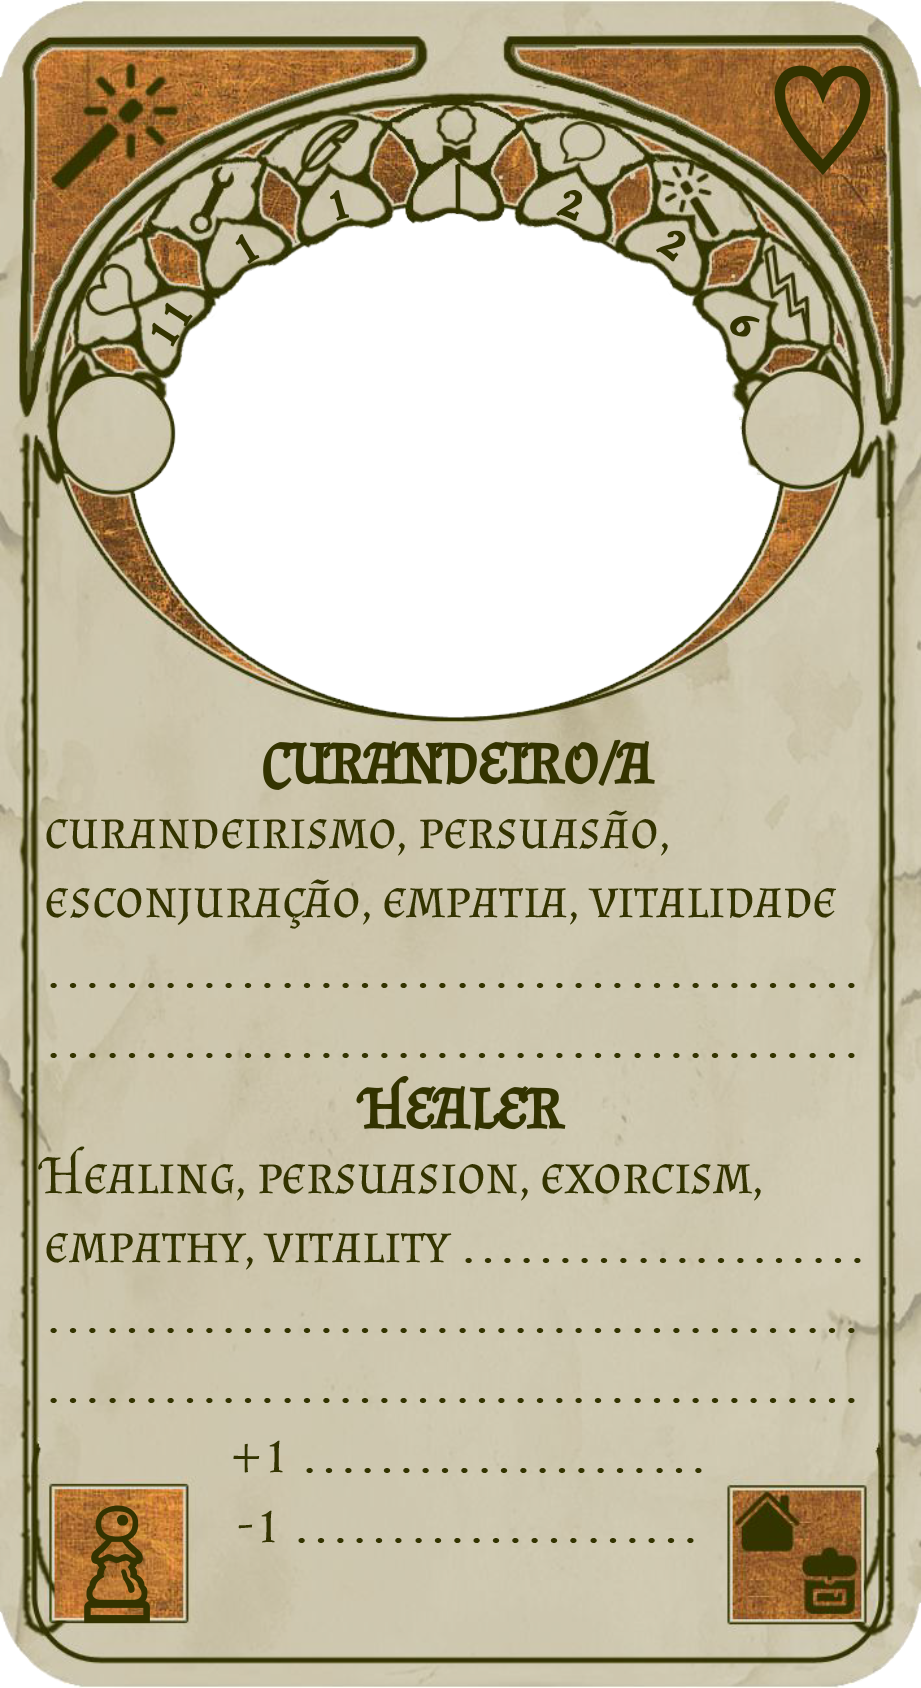 11
1
1
2
2
6
CURANDEIRO/A
CURANDEIRISMO, PERSUASÃO,
ESCONJURAÇÃO, EMPATIA, VITALIDADE
..........................................
..........................................
HEALER
HEALING, PERSUASION, EXORCISM,
EMPATHY, VITALITY .....................
..........................................
..........................................
+1 .....................
-1 .....................